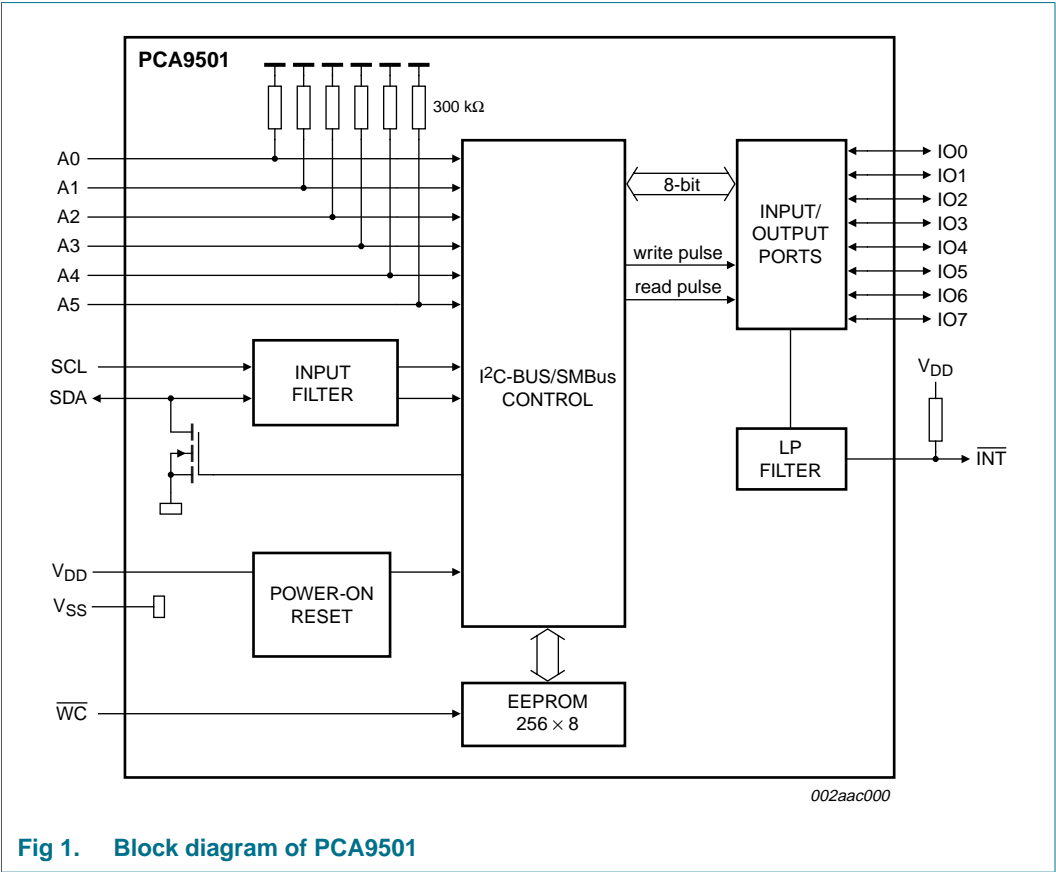 PCA9501
300 kΩ
A0
A1
A2
A3
A4
A5
SCL
SDA
INPUT
FILTER
I²C-BUS/SMBus
CONTROL
8-bit
write pulse
read pulse
INPUT/
OUTPUT
PORTS
IO0
IO1
IO2
IO3
IO4
IO5
IO6
IO7
VDD
LP
FILTER
I̅N̅T̅
VDD
VSS
POWER-ON
RESET
W̅C̅
EEPROM
256 × 8
002aac000
Fig 1. Block diagram of PCA9501